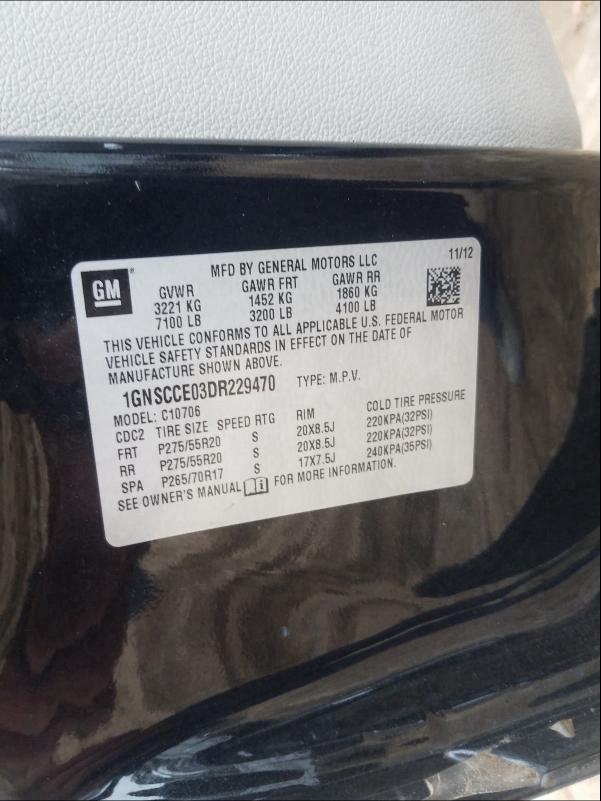 GM ®
MFD BY GENERAL MOTORS LLC
11/12
GVWR GAWR FRT GAWR RR
3221 KG 1452 KG 1860 KG
7100 LB 3200 LB 4100 LB
THIS VEHICLE CONFORMS TO ALL APPLICABLE U.S. FEDERAL MOTOR
VEHICLE SAFETY STANDARDS IN EFFECT ON THE DATE OF
MANUFACTURE SHOWN ABOVE.
1GNSCCE03DR229470 TYPE: M.P.V.
MODEL: C10706
CDC2 TIRE SIZE SPEED RTG RIM COLD TIRE PRESSURE
FRT P275/55R20 S 20X8.5J 220KPA(32PSI)
RR P275/55R20 S 20X8.5J 220KPA(32PSI)
SPA P265/70R17 S 17X7.5J 240KPA(35PSI)
SEE OWNER'S MANUAL i FOR MORE INFORMATION.